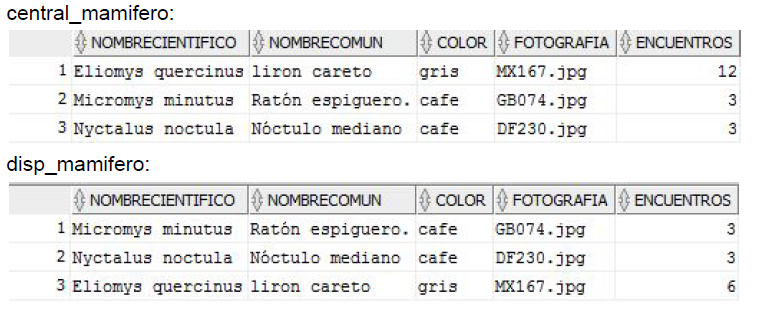 central_mamifero:
NOMBRECIENTIFICO NOMBRECOMUN COLOR FOTOGRAFIA ENCUENTROS
1 Eliomys quercinus liron careto gris MX167.jpg 12
2 Micromys minutus Ratón espiguero. cafe GB074.jpg 3
3 Nyctalus noctula Nóctulo mediano cafe DF230.jpg 3
disp_mamifero:
NOMBRECIENTIFICO NOMBRECOMUN COLOR FOTOGRAFIA ENCUENTROS
1 Micromys minutus Ratón espiguero. cafe GB074.jpg 3
2 Nyctalus noctula Nóctulo mediano cafe DF230.jpg 3
3 Eliomys quercinus liron careto gris MX167.jpg 6